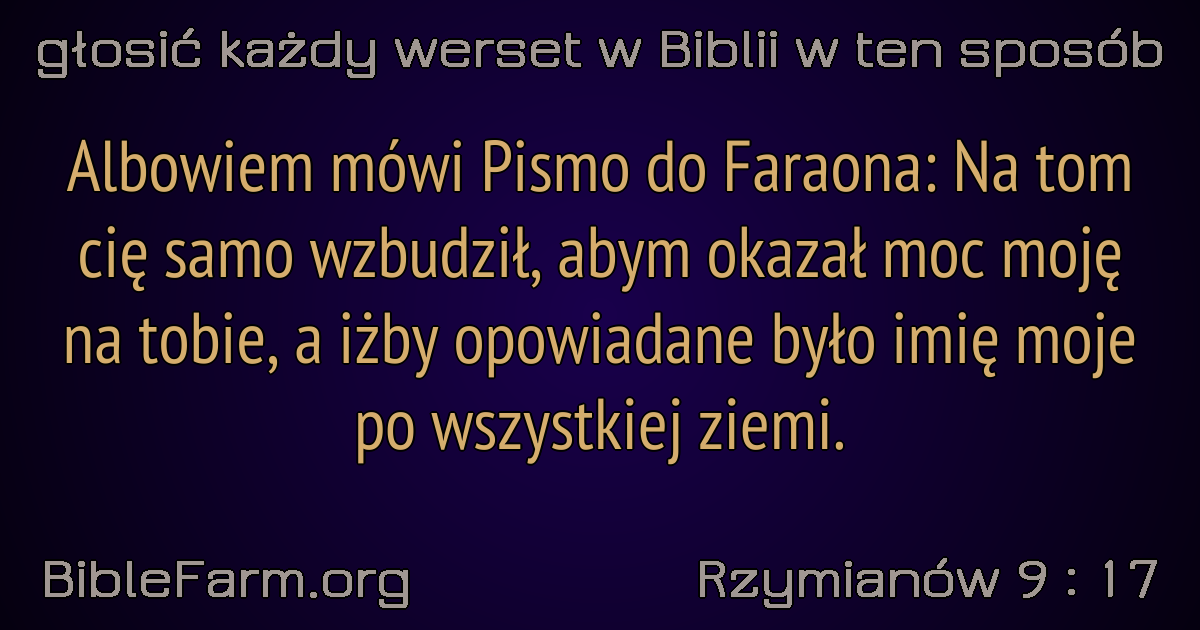 głosić każdy werset w Biblii w ten sposób
Albowiem mówi Pismo do Faraona: Na tom
cię samo wzbudził, abym okazał moc moję
na tobie, a iżby opowiadane było imię moje
po wszystkiej ziemi.
BibleFarm.org
Rzymianów 9 : 17